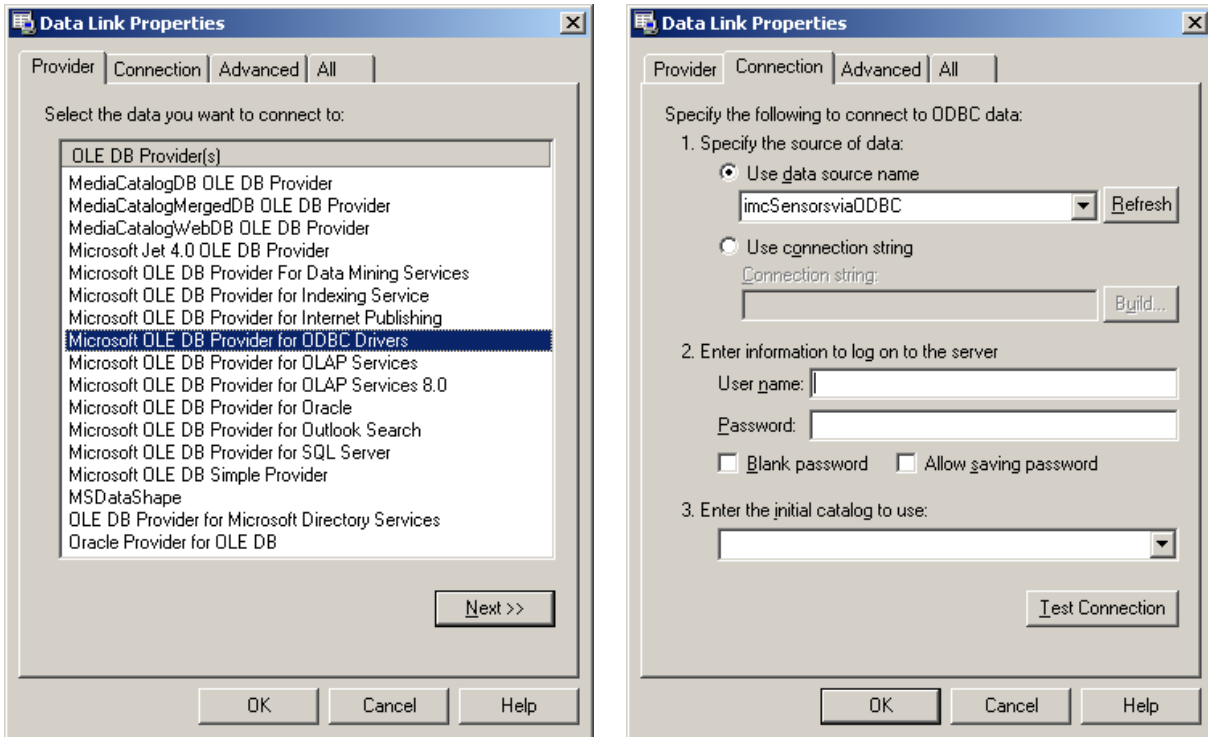 Data Link Properties
Provider Connection Advanced All
Select the data you want to connect to:
OLE DB Provider(s)
MediaCatalogDB OLE DB Provider
MediaCatalogMergedDB OLE DB Provider
MediaCatalogWebDB OLE DB Provider
Microsoft Jet 4.0 OLE DB Provider
Microsoft OLE DB Provider For Data Mining Services
Microsoft OLE DB Provider for Indexing Service
Microsoft OLE DB Provider for Internet Publishing
Microsoft OLE DB Provider for ODBC Drivers
Microsoft OLE DB Provider for OLAP Services
Microsoft OLE DB Provider for OLAP Services 8.0
Microsoft OLE DB Provider for Oracle
Microsoft OLE DB Provider for Outlook Search
Microsoft OLE DB Provider for SQL Server
Microsoft OLE DB Simple Provider
MSDataShape
OLE DB Provider for Microsoft Directory Services
Oracle Provider for OLE DB
Next >>
OK Cancel Help
Data Link Properties
Provider Connection Advanced All
Specify the following to connect to ODBC data:
1. Specify the source of data:
Use data source name
imcSensorsviaODBC Refresh
Use connection string
Connection string:
Build...
2. Enter information to log on to the server
User name:
Password:
Blank password Allow saving password
3. Enter the initial catalog to use:
Test Connection
OK Cancel Help